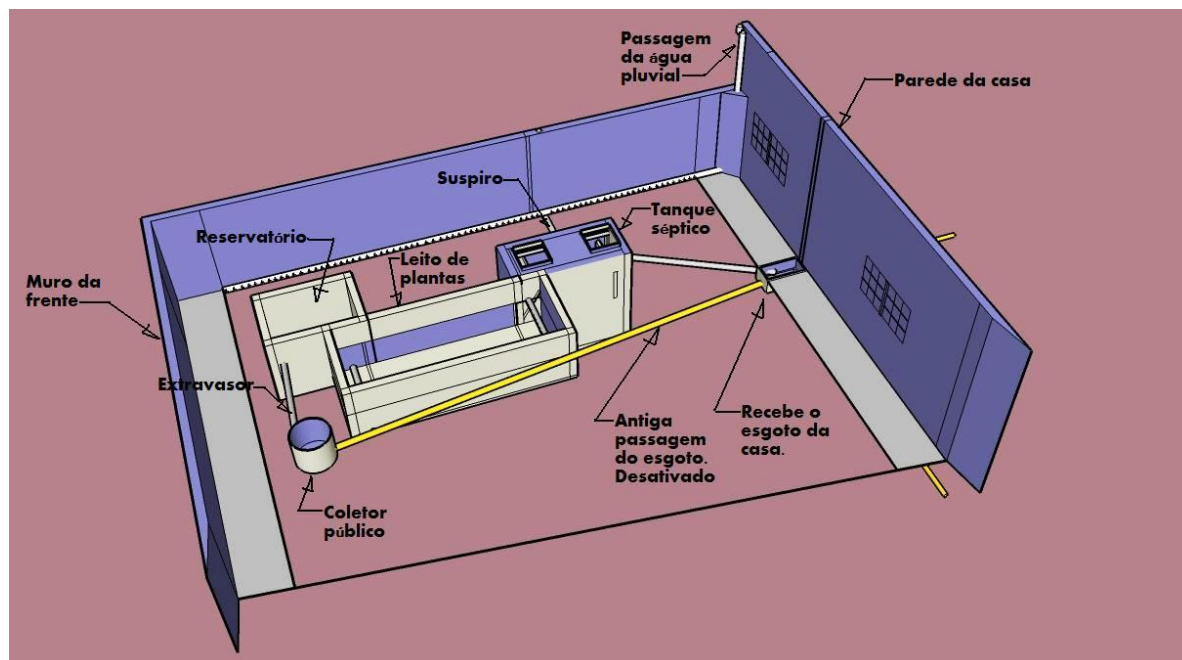 Passagem
da água
pluvial
Parede da casa
Suspiro
Tanque
séptico
Reservatório
Leito de
plantas
Muro da
frente
Extravasor
Antiga
passagem
do esgoto.
Desativado
Recebe o
esgoto da
casa.
Coletor
público